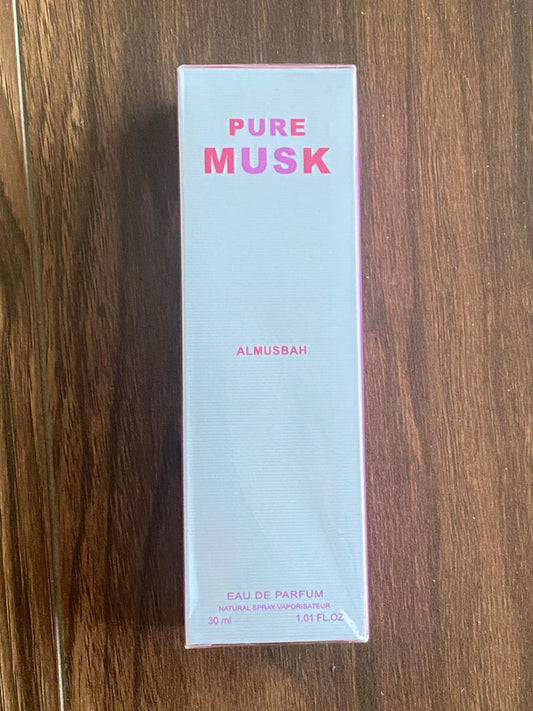 PURE
MUSK
ALMUSBAH
EAU DE PARFUM
NATURAL SPRAY VAPORISATEUR
30 ml 1.01 FL.OZ